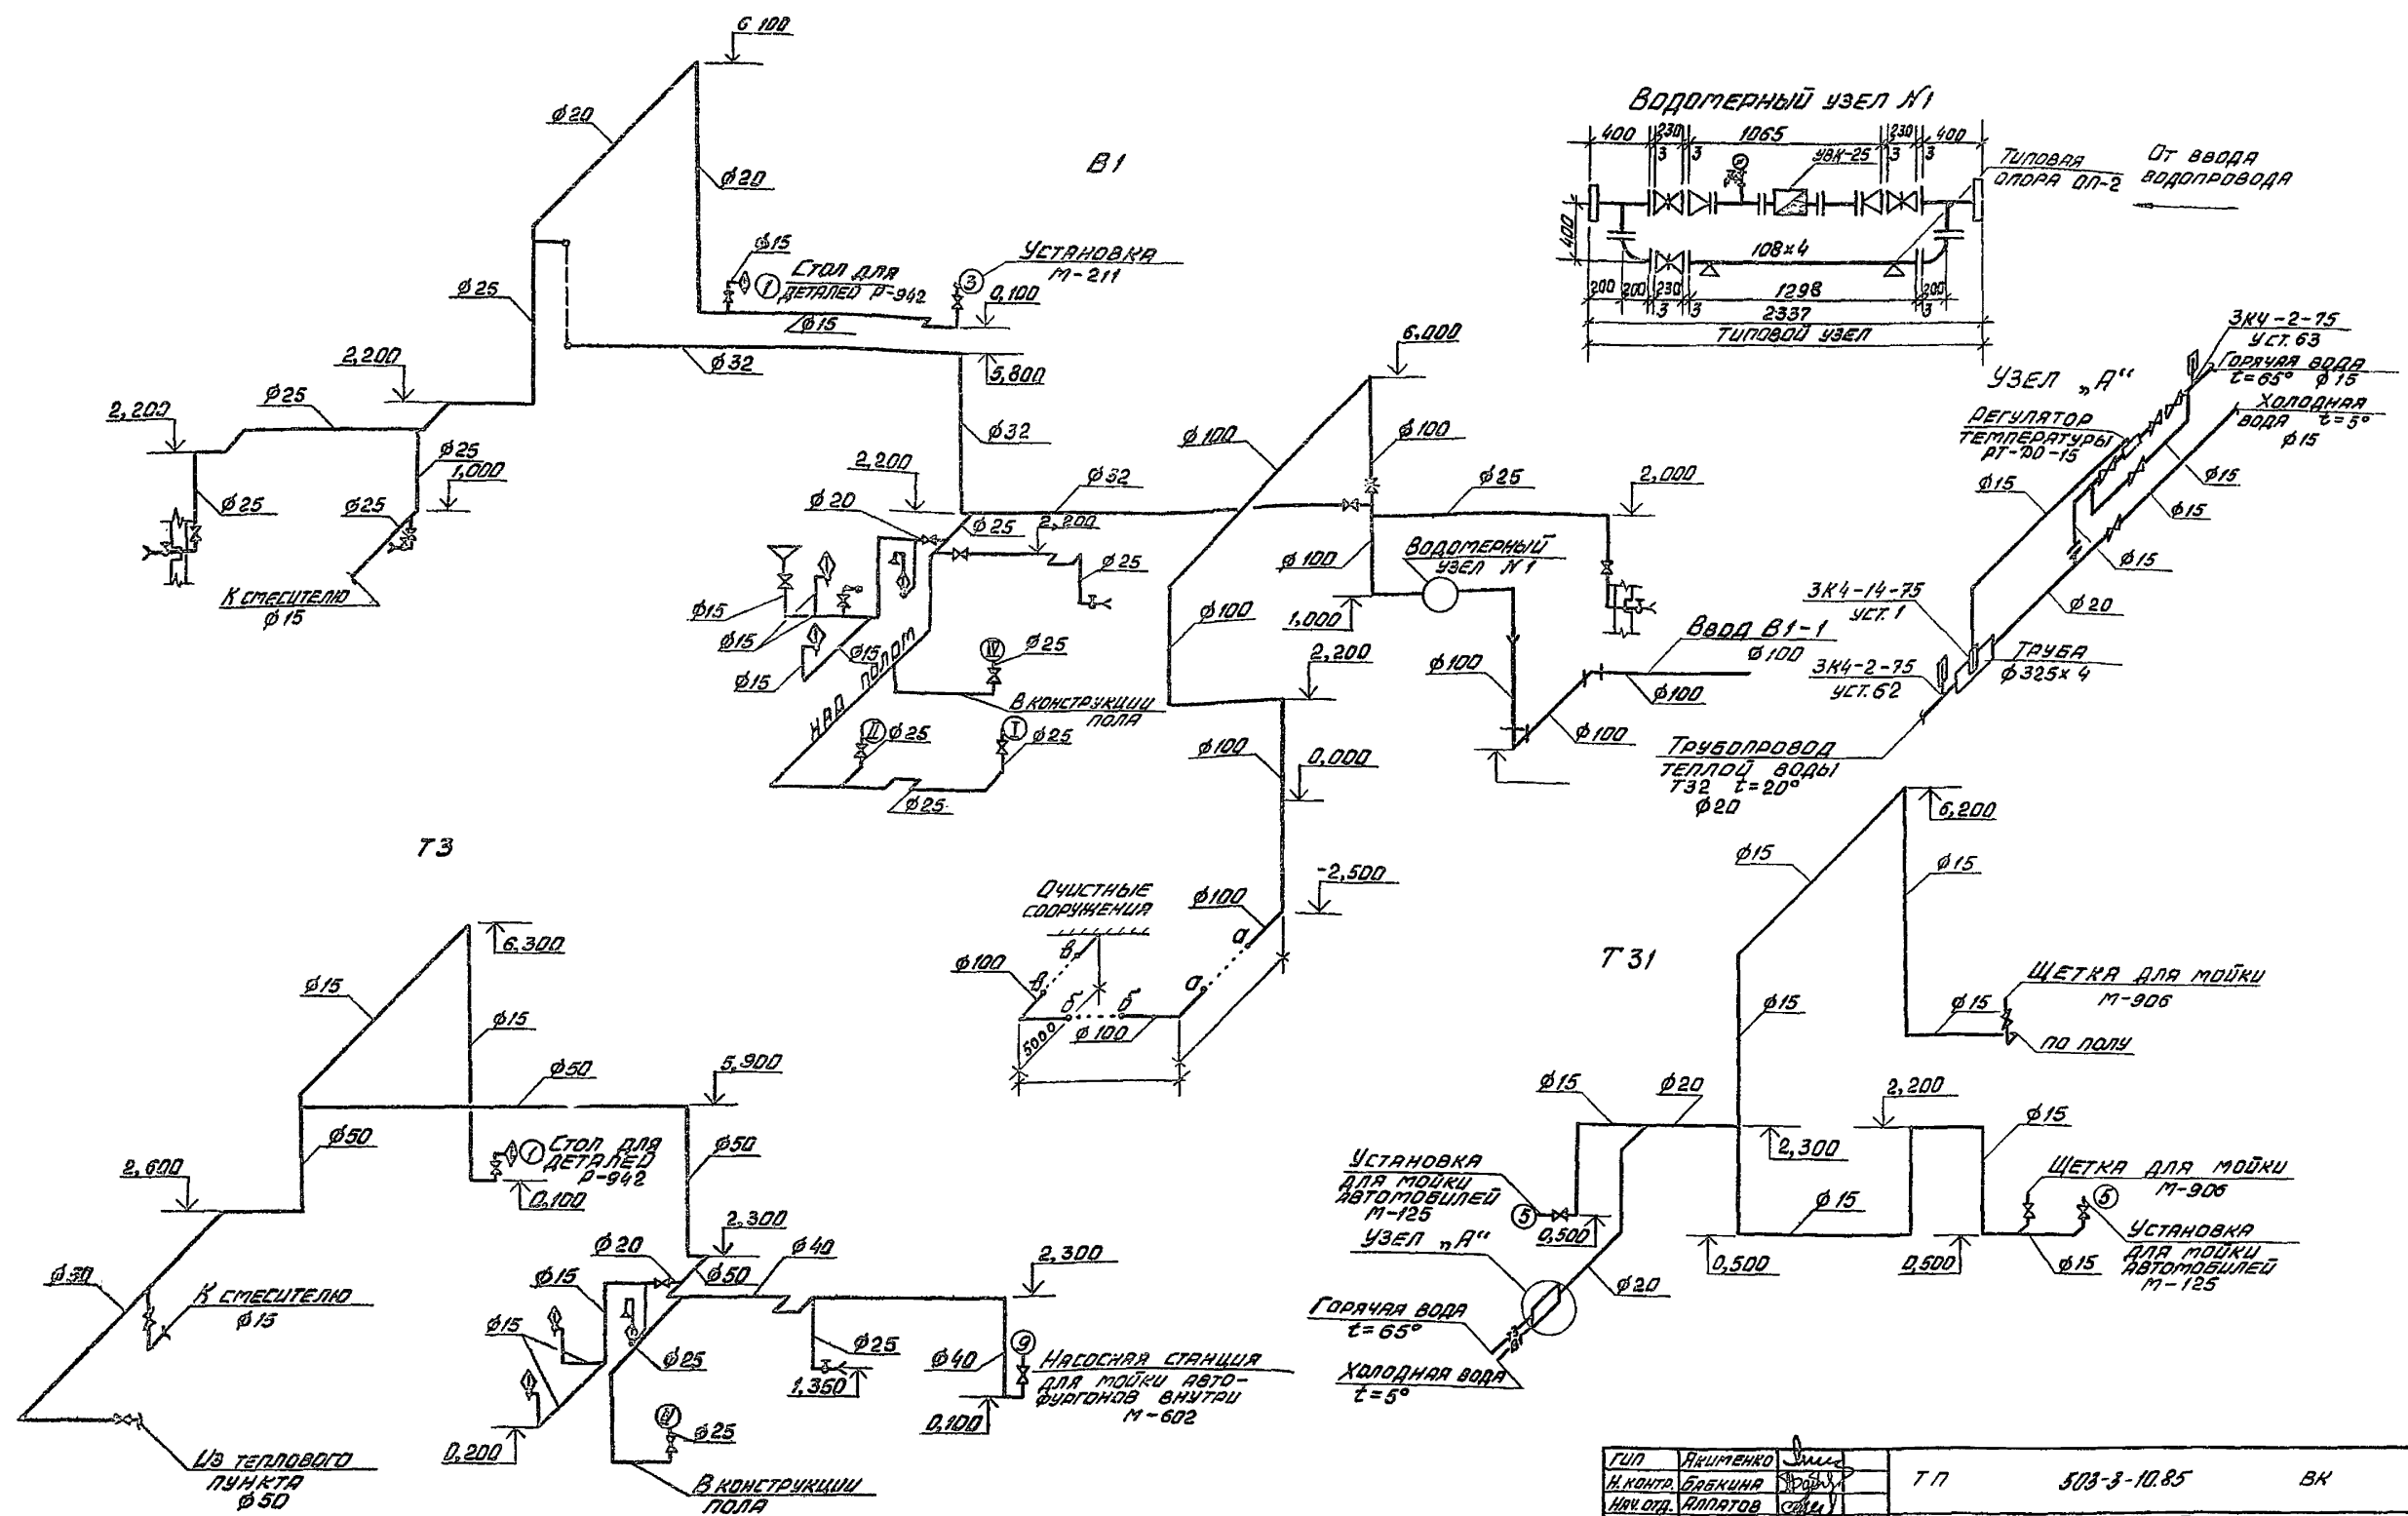 6 100
ф20
ф20
В1
ф25
ф15
1
Стол для
деталей Р-942
ф15
3
Установка
М-211
0,100
ф32
5,800
2,200
2,200
ф25
ф25
1,000
ф25
ф25
К смесителю
ф15
ф32
2,200
ф32
ф20
ф25
2,200
ф25
ф15
ф15
ф15
ф15
над полом
IV
ф25
В конструкции
пола
II
ф25
I
ф25
ф25
6,000
ф100
ф100
ф25
2,000
ф100
Водомерный
узел N1
1,000
ф100
2,200
ф100
Ввод В1-1
ф100
ф100
ф100
ф100
0,000
-2,500
ф100
Очистные
сооружения
а
а
в
в
б
б
ф100
5000
ф100
Водомерный узел N1
400
230
1065
230
400
3
3
3
3
УВК-25
Типовая
опора ОП-2
От ввода
водопровода
400
108х4
200
200
230
1298
200
3
3
3
2337
Типовой узел
Узел „А“
ЗК4-2-75
уст. 63
Горячая вода
t=65° ф15
Холодная
вода t=5°
ф15
Регулятор
температуры
РТ-ДО-15
ф15
ф15
ф15
ф15
ф20
ЗК4-14-75
уст. 1
ЗК4-2-75
уст. 62
Труба
ф325х4
Трубопровод
теплой воды
Т32 t=20°
ф20
Т3
6,300
ф15
ф15
ф50
5,900
ф50
1
Стол для
деталей
Р-942
0,100
2,600
ф50
К смесителю
ф15
Из теплового
пункта
ф50
ф50
2,300
ф20
ф50
ф40
ф15
ф15
2,300
ф25
ф25
1,350
ф40
0,100
9
Насосная станция
для мойки авто-
фургонов внутри
М-602
0,200
IV
ф25
В конструкции
пола
Т31
6,200
ф15
ф15
ф15
ф15
Щетка для мойки
М-906
по полу
ф15
ф20
2,300
2,200
ф15
Установка
для мойки
автомобилей
М-125
5
0,500
0,500
ф15
0,500
ф15
Щетка для мойки
М-906
5
Установка
для мойки
автомобилей
М-125
Узел „А“
ф20
Горячая вода
t=65°
Холодная вода
t=5°
ГИП Якименко
Н.контр. Бабкина
Нач. отд. Алпатов
ТП 503-3-10.85 ВК